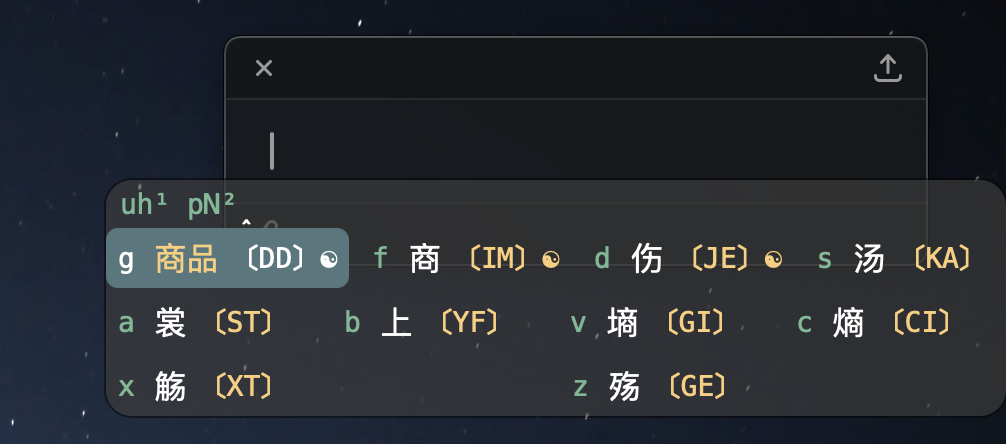 uh¹ pN²
g 商品 〔DD〕☯ f 商 〔IM〕☯ d 伤 〔JE〕☯ s 汤 〔KA〕
a 裳 〔ST〕 b 上 〔YF〕 v 墒 〔GI〕 c 熵 〔CI〕
x 觞 〔XT〕 z 殇 〔GE〕